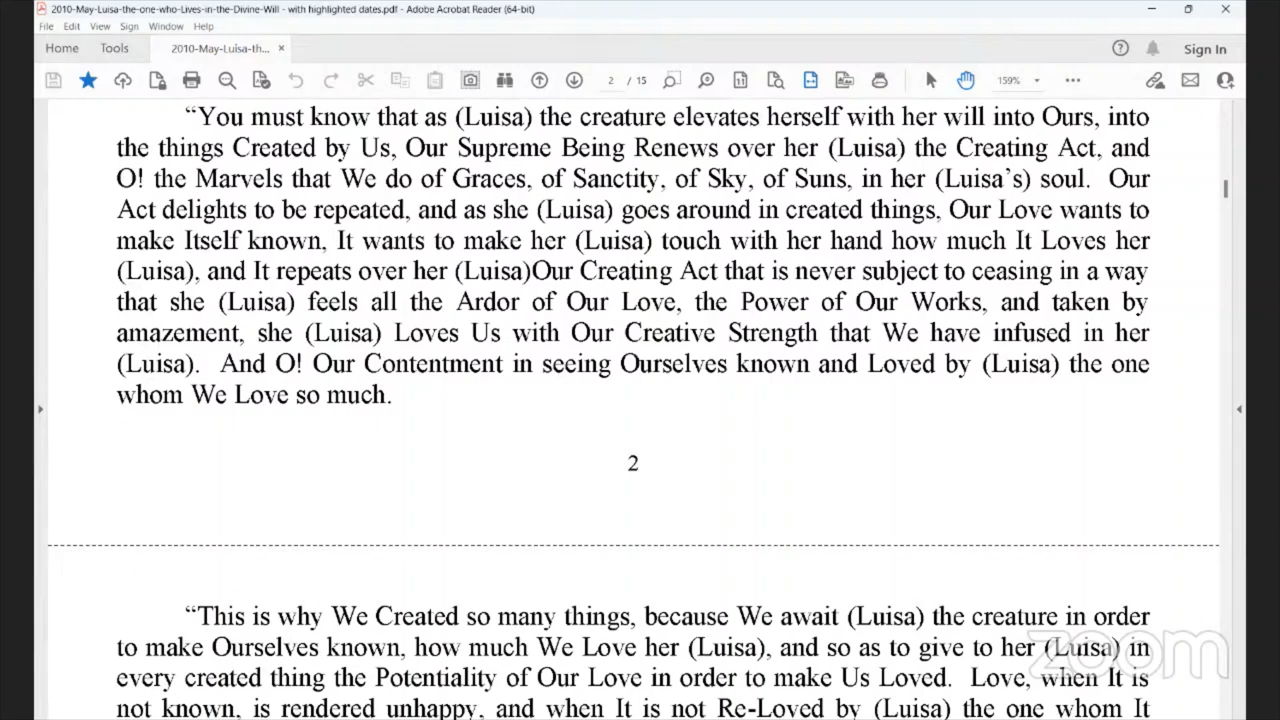 2010-May-Luisa-the-one-who-Lives-in-the-Divine-Will - with highlighted dates.pdf - Adobe Acrobat Reader (64-bit)
File Edit View Sign Window Help
Home Tools 2010-May-Luisa-th... × Sign In
2 / 15 159%
“You must know that as (Luisa) the creature elevates herself with her will into Ours, into
the things Created by Us, Our Supreme Being Renews over her (Luisa) the Creating Act, and
O! the Marvels that We do of Graces, of Sanctity, of Sky, of Suns, in her (Luisa’s) soul. Our
Act delights to be repeated, and as she (Luisa) goes around in created things, Our Love wants to
make Itself known, It wants to make her (Luisa) touch with her hand how much It Loves her
(Luisa), and It repeats over her (Luisa)Our Creating Act that is never subject to ceasing in a way
that she (Luisa) feels all the Ardor of Our Love, the Power of Our Works, and taken by
amazement, she (Luisa) Loves Us with Our Creative Strength that We have infused in her
(Luisa). And O! Our Contentment in seeing Ourselves known and Loved by (Luisa) the one
whom We Love so much.
2
“This is why We Created so many things, because We await (Luisa) the creature in order
to make Ourselves known, how much We Love her (Luisa), and so as to give to her (Luisa) in
every created thing the Potentiality of Our Love in order to make Us Loved. Love, when It is
not known, is rendered unhappy, and when It is not Re-Loved by (Luisa) the one whom It
zoom